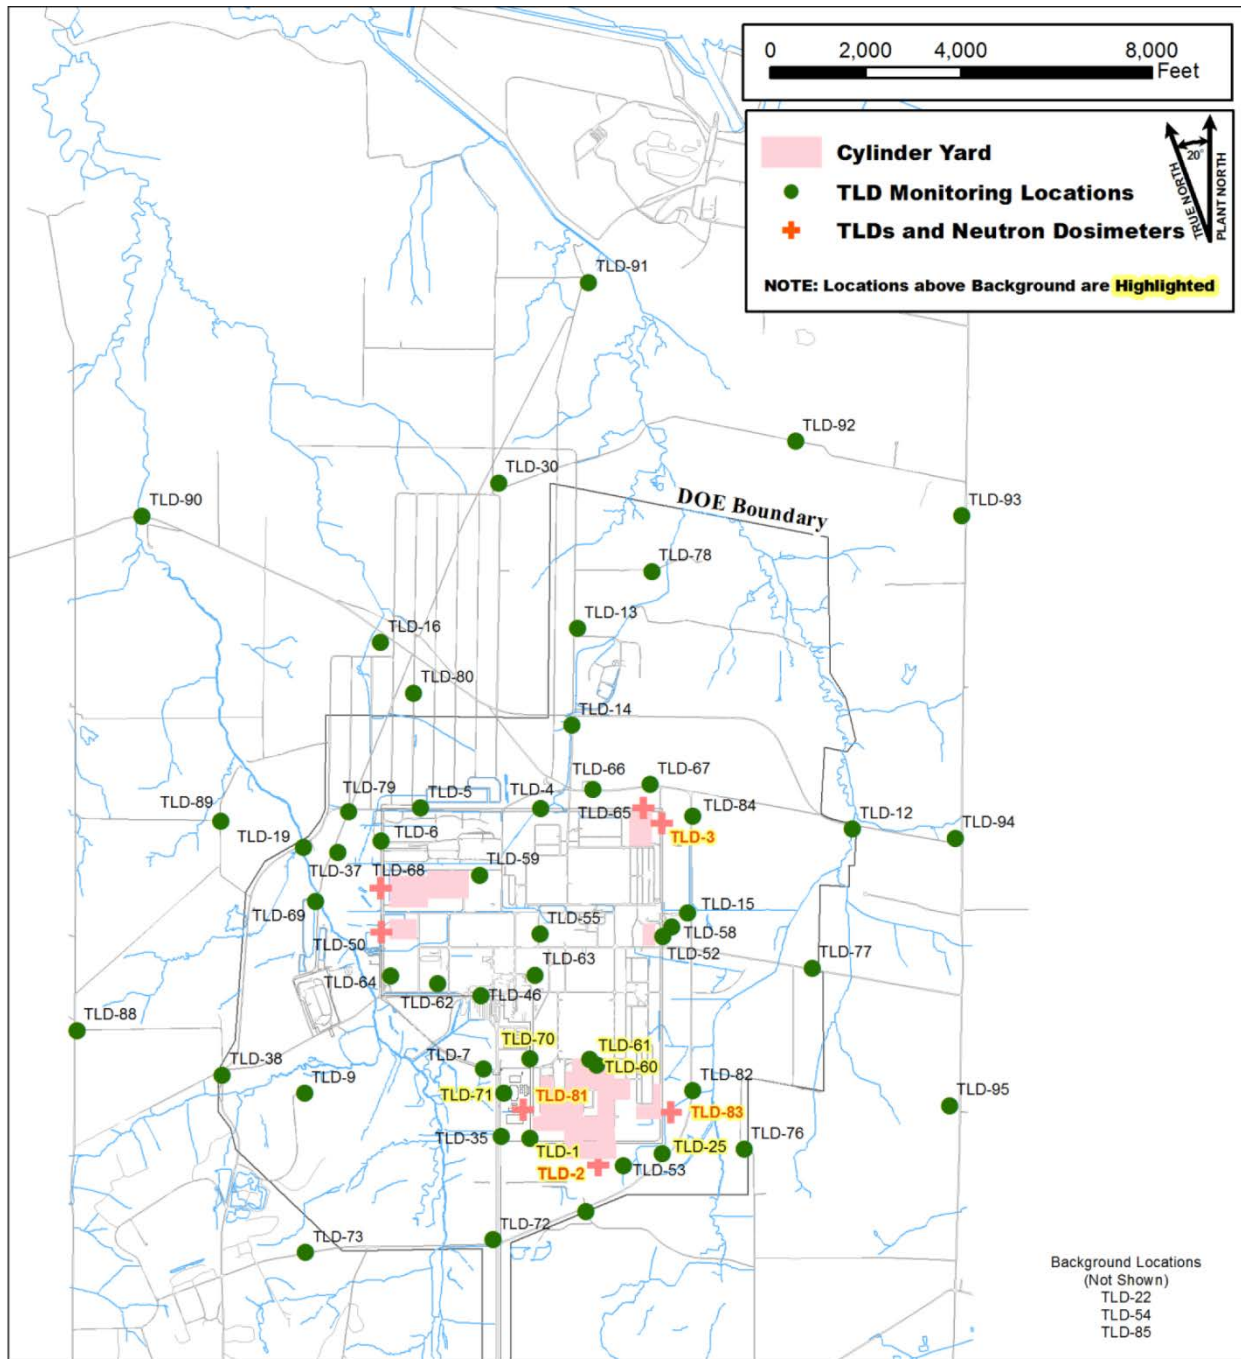 0 2,000 4,000 8,000
Feet
Cylinder Yard
TLD Monitoring Locations
TLDs and Neutron Dosimeters
NOTE: Locations above Background are Highlighted
20°
TRUE NORTH
PLANT NORTH
TLD-91
TLD-92
TLD-30
TLD-90
DOE Boundary
TLD-93
TLD-78
TLD-13
TLD-16
TLD-80
TLD-14
TLD-66
TLD-67
TLD-89
TLD-79
TLD-5
TLD-4
TLD-65
TLD-84
TLD-12
TLD-94
TLD-19
TLD-6
TLD-3
TLD-37
TLD-68
TLD-59
TLD-69
TLD-15
TLD-55
TLD-58
TLD-50
TLD-52
TLD-77
TLD-63
TLD-64
TLD-62
TLD-46
TLD-88
TLD-70
TLD-61
TLD-7
TLD-60
TLD-38
TLD-9
TLD-82
TLD-71
TLD-81
TLD-83
TLD-95
TLD-35
TLD-1
TLD-25
TLD-76
TLD-2
TLD-53
TLD-72
TLD-73
Background Locations
(Not Shown)
TLD-22
TLD-54
TLD-85